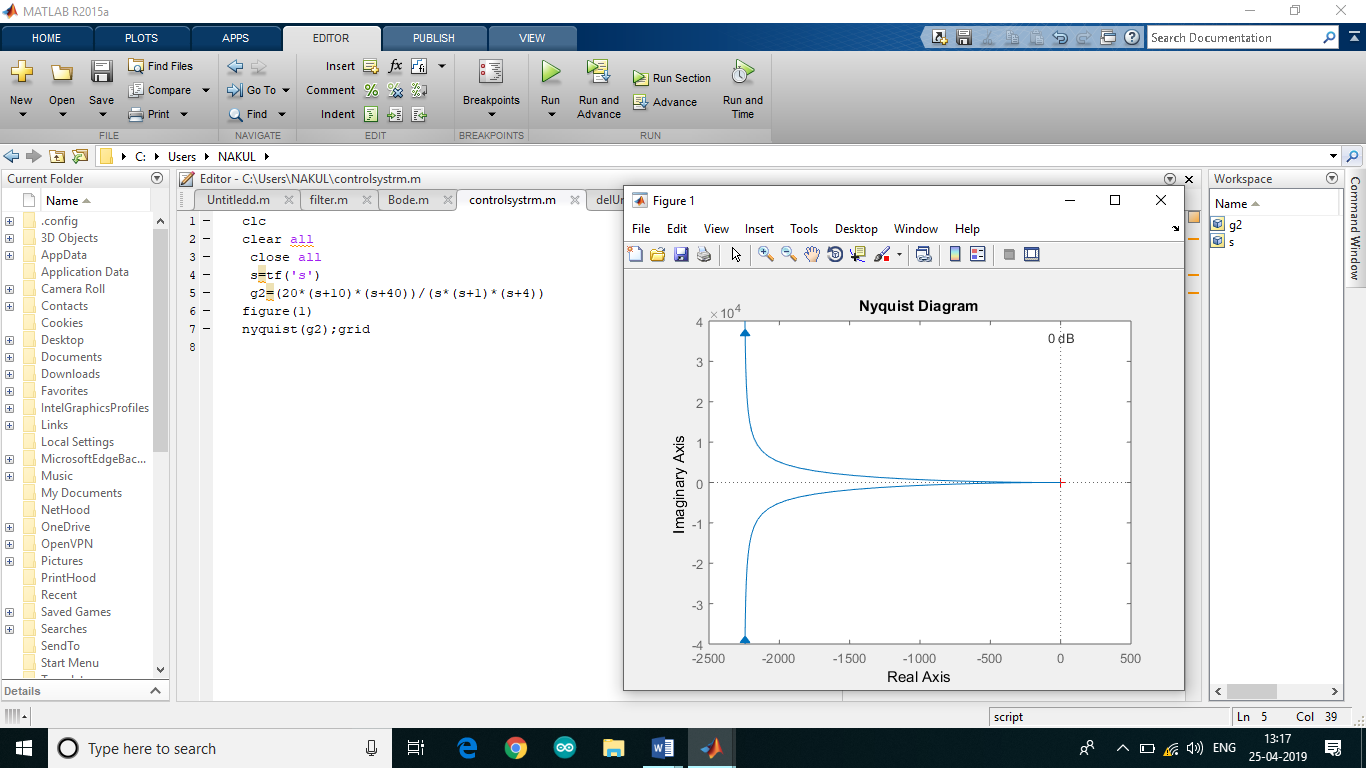 MATLAB R2015a
HOME PLOTS APPS EDITOR PUBLISH VIEW
Search Documentation
New
Open
Save
Find Files
Compare
Print
FILE
Go To
Find
NAVIGATE
Insert fx
Comment
Indent
EDIT
Breakpoints
BREAKPOINTS
Run
Run and Advance
Run Section
Advance
Run and Time
RUN
C: Users NAKUL
Current Folder
Name
.config
3D Objects
AppData
Application Data
Camera Roll
Contacts
Cookies
Desktop
Documents
Downloads
Favorites
IntelGraphicsProfiles
Links
Local Settings
MicrosoftEdgeBac...
Music
My Documents
NetHood
OneDrive
OpenVPN
Pictures
PrintHood
Recent
Saved Games
Searches
SendTo
Start Menu
Details
Editor - C:\Users\NAKUL\controlsystrm.m
Untitledd.m filter.m Bode.m controlsystrm.m delUn
1 – clc
2 – clear all
3 – close all
4 – s=tf('s')
5 – g2=(20*(s+10)*(s+40))/(s*(s+1)*(s+4))
6 – figure(1)
7 – nyquist(g2);grid
8
Figure 1
File Edit View Insert Tools Desktop Window Help
Nyquist Diagram
×10⁴
0 dB
4
3
2
1
0
-1
-2
-3
-4
Imaginary Axis
-2500 -2000 -1500 -1000 -500 0 500
Real Axis
Workspace
Name
g2
s
Command Window
script
Ln 5 Col 39
Type here to search
ENG
13:17
25-04-2019